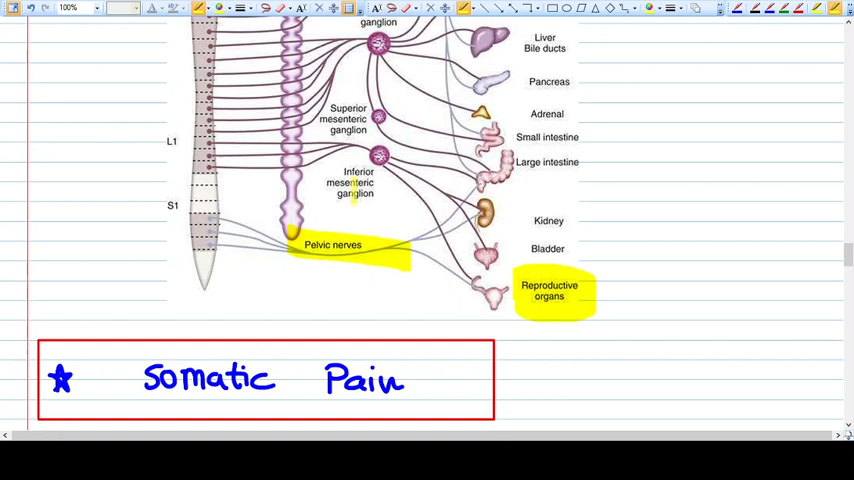 100%
ganglion
Liver
Bile ducts
Pancreas
Adrenal
Superior
mesenteric
ganglion
Small intestine
L1
Large intestine
Inferior
mesenteric
ganglion
S1
Kidney
Pelvic nerves
Bladder
Reproductive
organs
Somatic Pain